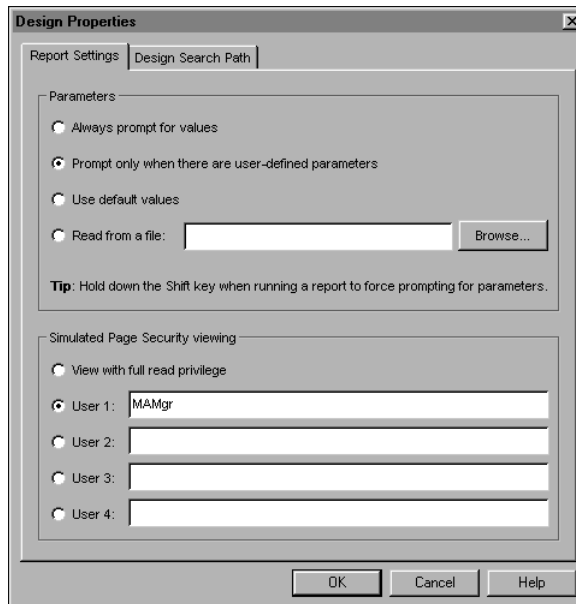 Design Properties
Report Settings Design Search Path
Parameters
Always prompt for values
Prompt only when there are user-defined parameters
Use default values
Read from a file: Browse...
Tip: Hold down the Shift key when running a report to force prompting for parameters.
Simulated Page Security viewing
View with full read privilege
User 1: MAMgr
User 2:
User 3:
User 4:
OK Cancel Help